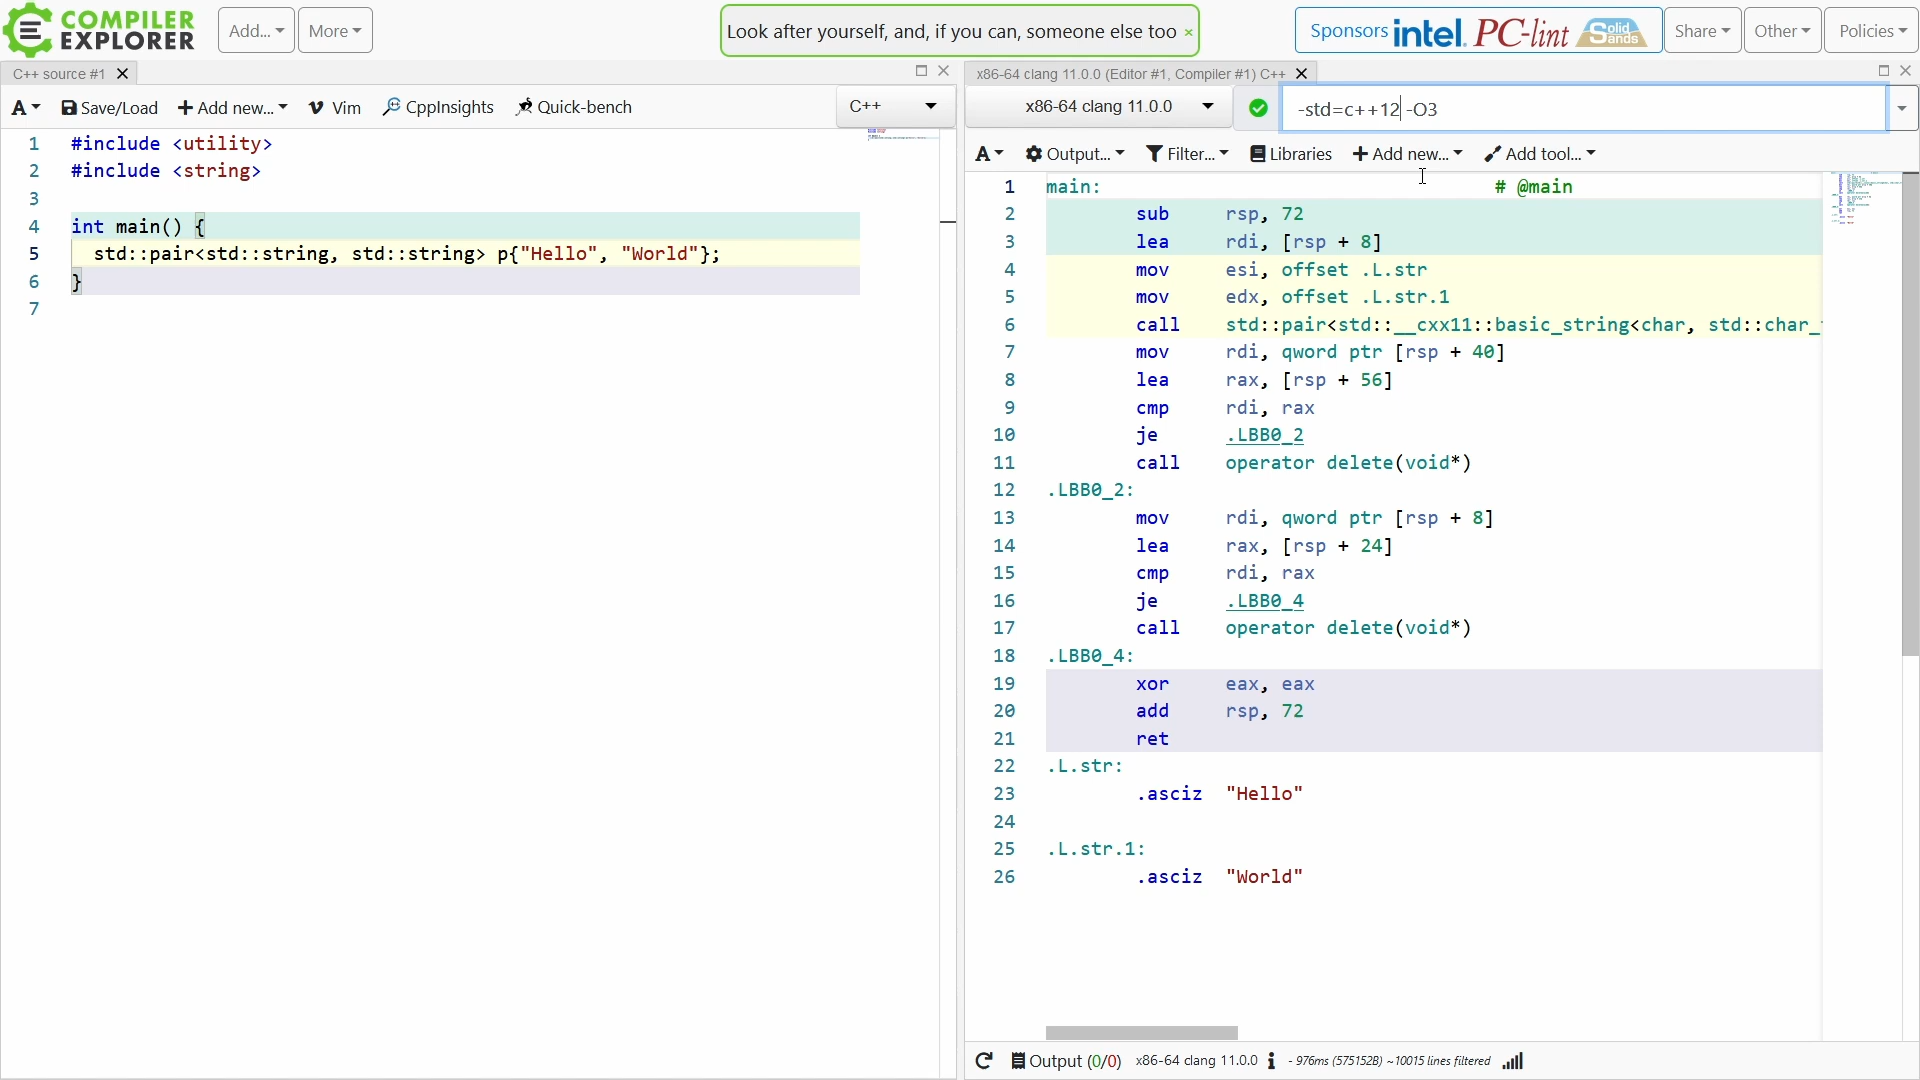 COMPILER
EXPLORER
Add...
More
Look after yourself, and, if you can, someone else too ×
Sponsors intel. PC-lint Solid Sands
Share
Other
Policies
C++ source #1
A
Save/Load
Add new...
Vim
CppInsights
Quick-bench
C++
1 #include <utility>
2 #include <string>
3
4 int main() {
5 std::pair<std::string, std::string> p{"Hello", "World"};
6 }
7
x86-64 clang 11.0.0 (Editor #1, Compiler #1) C++
x86-64 clang 11.0.0
-std=c++12 -O3
A
Output...
Filter...
Libraries
Add new...
Add tool...
1 main: # @main
2 sub rsp, 72
3 lea rdi, [rsp + 8]
4 mov esi, offset .L.str
5 mov edx, offset .L.str.1
6 call std::pair<std::__cxx11::basic_string<char, std::char_
7 mov rdi, qword ptr [rsp + 40]
8 lea rax, [rsp + 56]
9 cmp rdi, rax
10 je .LBB0_2
11 call operator delete(void*)
12 .LBB0_2:
13 mov rdi, qword ptr [rsp + 8]
14 lea rax, [rsp + 24]
15 cmp rdi, rax
16 je .LBB0_4
17 call operator delete(void*)
18 .LBB0_4:
19 xor eax, eax
20 add rsp, 72
21 ret
22 .L.str:
23 .asciz "Hello"
24
25 .L.str.1:
26 .asciz "World"
Output (0/0) x86-64 clang 11.0.0 i - 976ms (575152B) ~10015 lines filtered